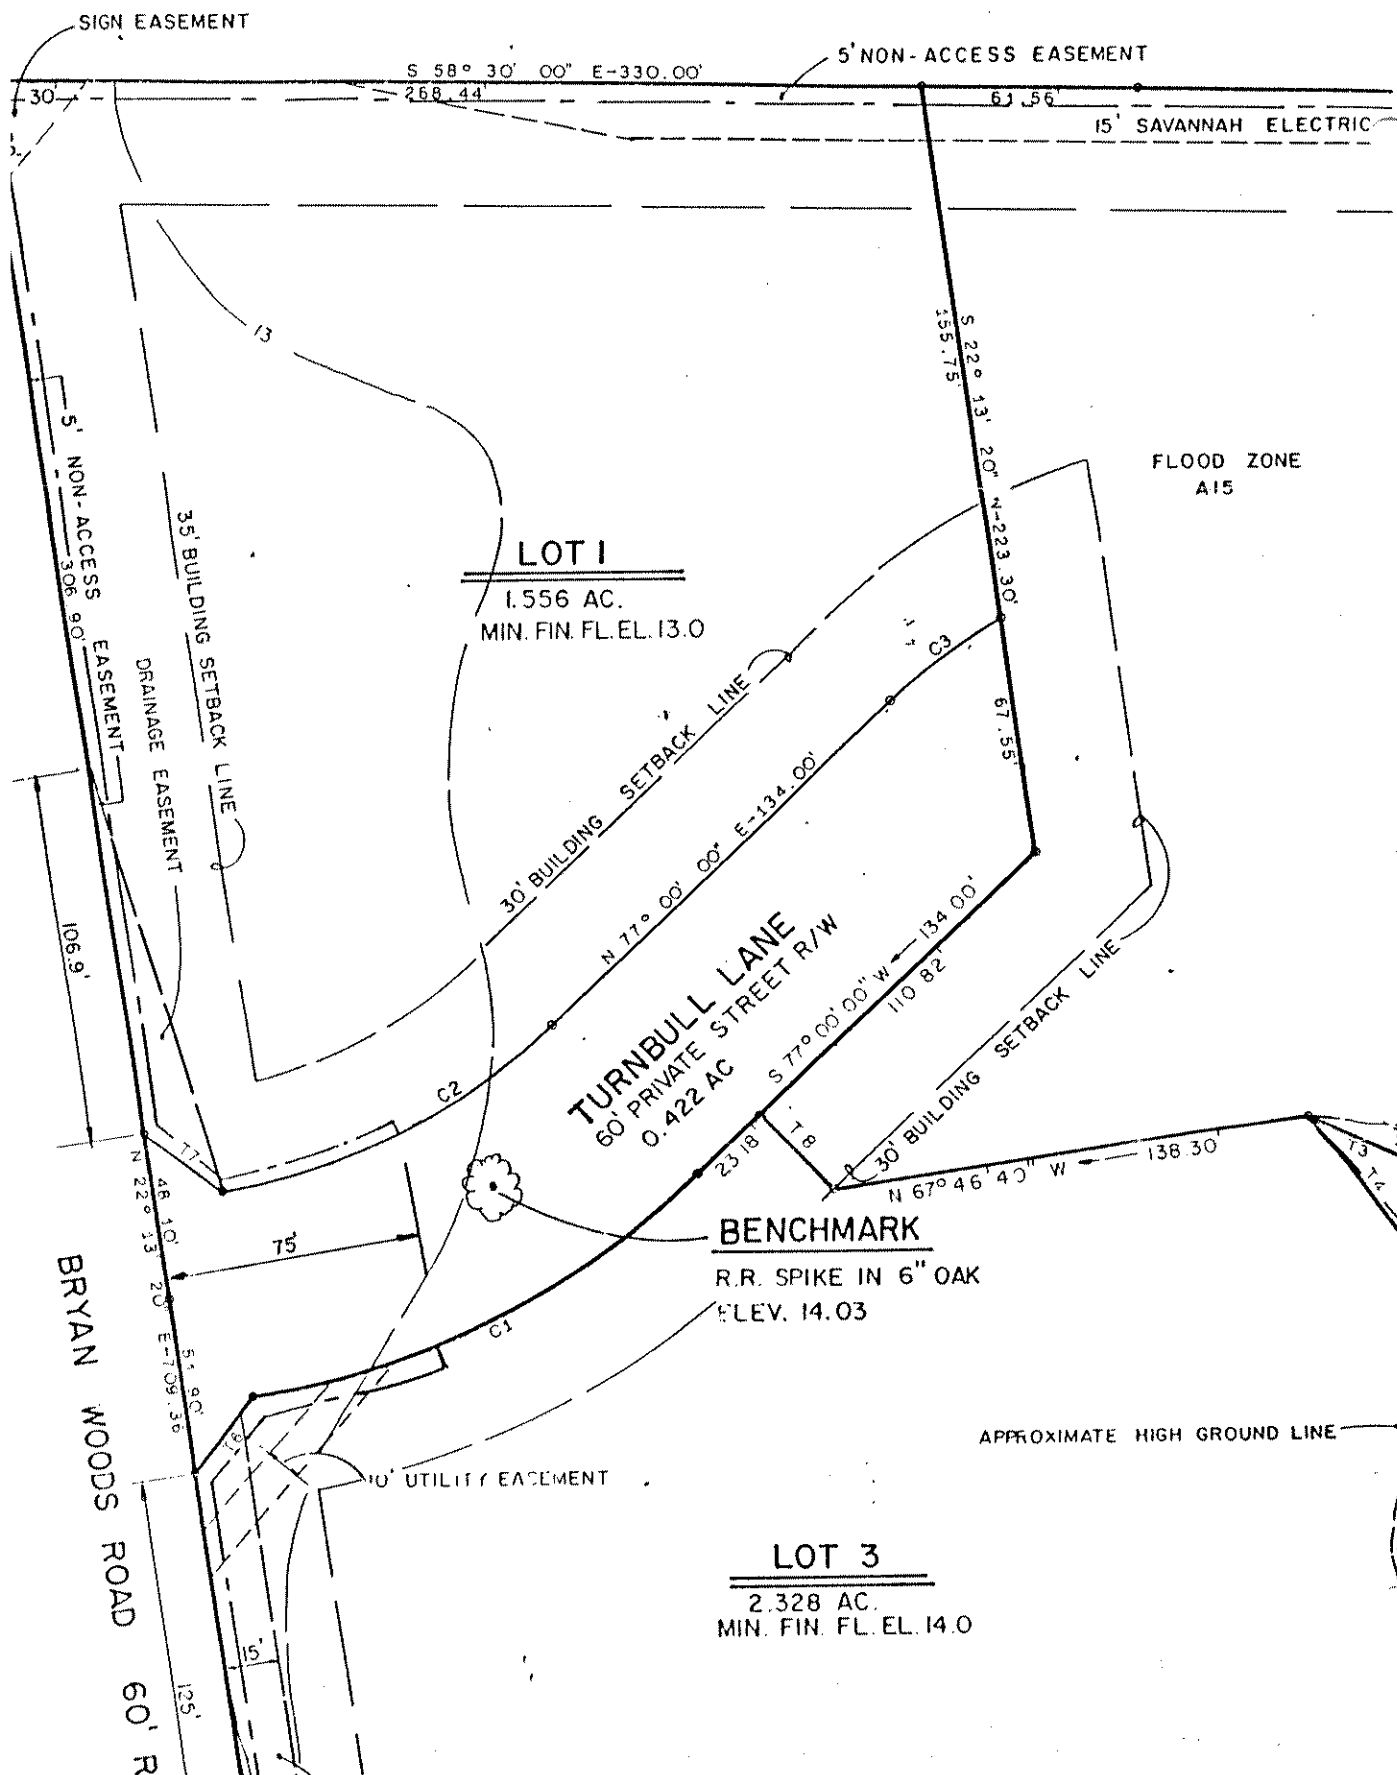 SIGN EASEMENT
S 58° 30' 00" E-330.00'
268.44'
5' NON-ACCESS EASEMENT
30'
61.56'
15' SAVANNAH ELECTRIC
13
S 22° 13' 20" W-223.30'
155.75'
5' NON-ACCESS EASEMENT
306.90'
35' BUILDING SETBACK LINE
FLOOD ZONE
A15
LOT 1
1.556 AC.
MIN. FIN. FL. EL. 13.0
DRAINAGE EASEMENT
30' BUILDING SETBACK LINE
C3
67.55'
N 77° 00' 00" E-134.00'
106.9'
TURNBULL LANE
60' PRIVATE STREET R/W
0.422 AC
S 77° 00' 00" W
134.00'
110.82'
30' BUILDING SETBACK LINE
C2
T7
23.18'
T8
N 67° 46' 40" W
138.30'
T3
T4
N 22° 13' 20" E-709.36
48.10'
51.90'
75'
BENCHMARK
R.R. SPIKE IN 6" OAK
ELEV. 14.03
C1
T6
10' UTILITY EASEMENT
APPROXIMATE HIGH GROUND LINE
BRYAN WOODS ROAD 60' R
LOT 3
2.328 AC.
MIN. FIN. FL. EL. 14.0
15'
125'